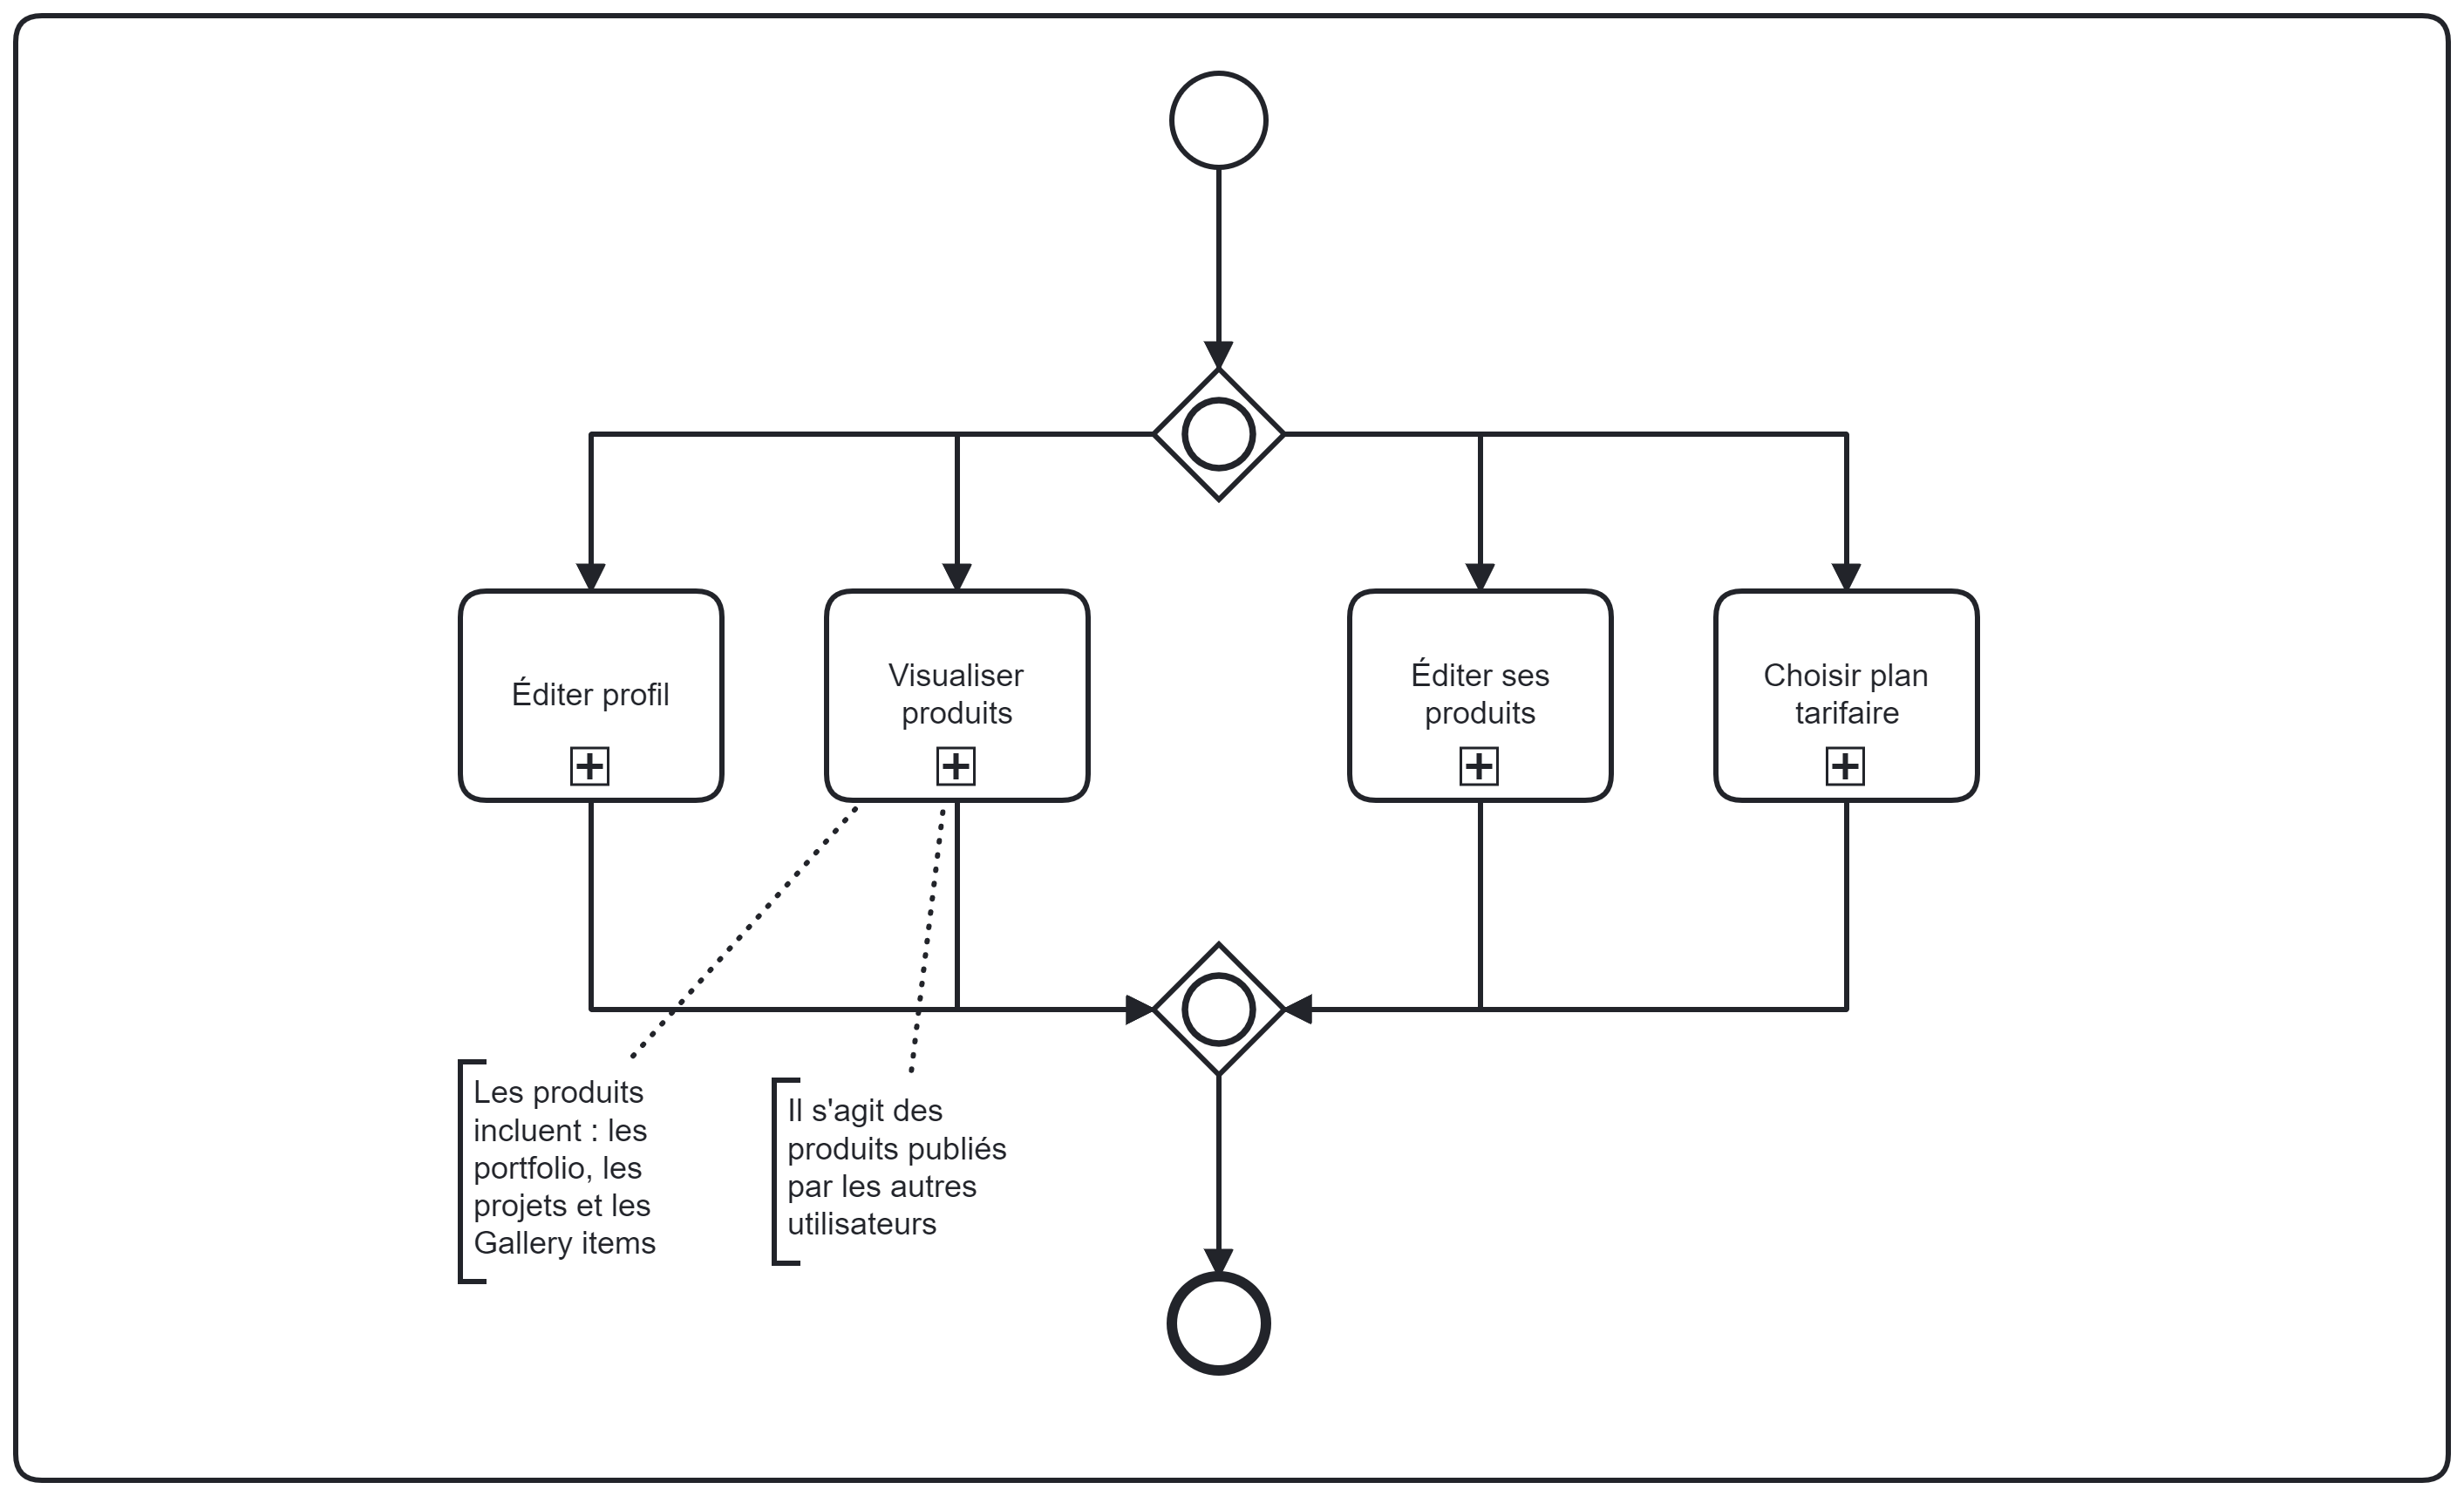 Éditer profil
Visualiser
produits
Éditer ses
produits
Choisir plan
tarifaire
Les produits
incluent : les
portfolio, les
projets et les
Gallery items
Il s'agit des
produits publiés
par les autres
utilisateurs